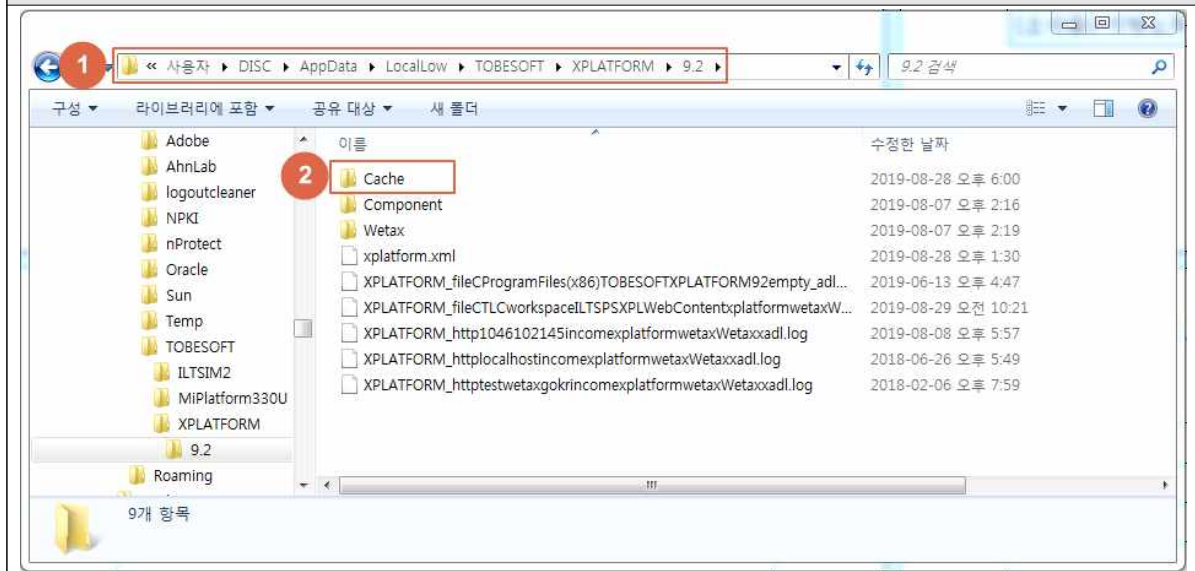 1 « 사용자 ▸ DISC ▸ AppData ▸ LocalLow ▸ TOBESOFT ▸ XPLATFORM ▸ 9.2 ▸ 9.2 검색
구성 ▼ 라이브러리에 포함 ▼ 공유 대상 ▼ 새 폴더
Adobe
AhnLab
logoutcleaner
NPKI
nProtect
Oracle
Sun
Temp
TOBESOFT
ILTSIM2
MiPlatform330U
XPLATFORM
9.2
Roaming
이름 수정한 날짜
2 Cache 2019-08-28 오후 6:00
Component 2019-08-07 오후 2:16
Wetax 2019-08-07 오후 2:19
xplatform.xml 2019-08-28 오후 1:30
XPLATFORM_fileCProgramFiles(x86)TOBESOFTXPLATFORM92empty_adl... 2019-06-13 오후 4:47
XPLATFORM_fileCTLCworkspaceILTSPSXPLWebContentxplatformwetaxW... 2019-08-29 오전 10:21
XPLATFORM_http1046102145incomexplatformwetaxWetaxxadl.log 2019-08-08 오후 5:57
XPLATFORM_httplocalhostincomexplatformwetaxWetaxxadl.log 2018-06-26 오후 5:49
XPLATFORM_httptestwetaxgokrincomexplatformwetaxWetaxxadl.log 2018-02-06 오후 7:59
9개 항목